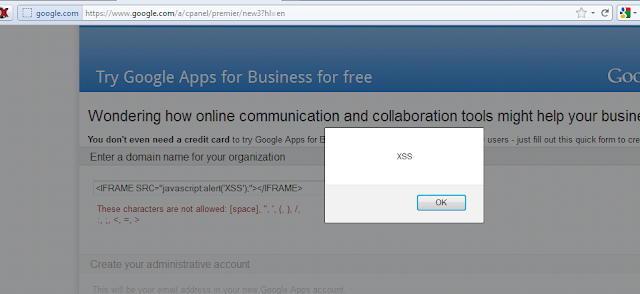 google.com https://www.google.com/a/cpanel/premier/new3?hl=en
Try Google Apps for Business for free
Goo
Wondering how online communication and collaboration tools might help your busine
You don't even need a credit card to try Google Apps for B users - just fill out this quick form to cre
Enter a domain name for your organization
XSS
<IFRAME SRC="javascript:alert('XSS');"></IFRAME>
OK
These characters are not allowed: [space], ", ', (, ), /,
:, ;, <, =, >
Create your administrative account
This will be your email address in your new Google Apps account